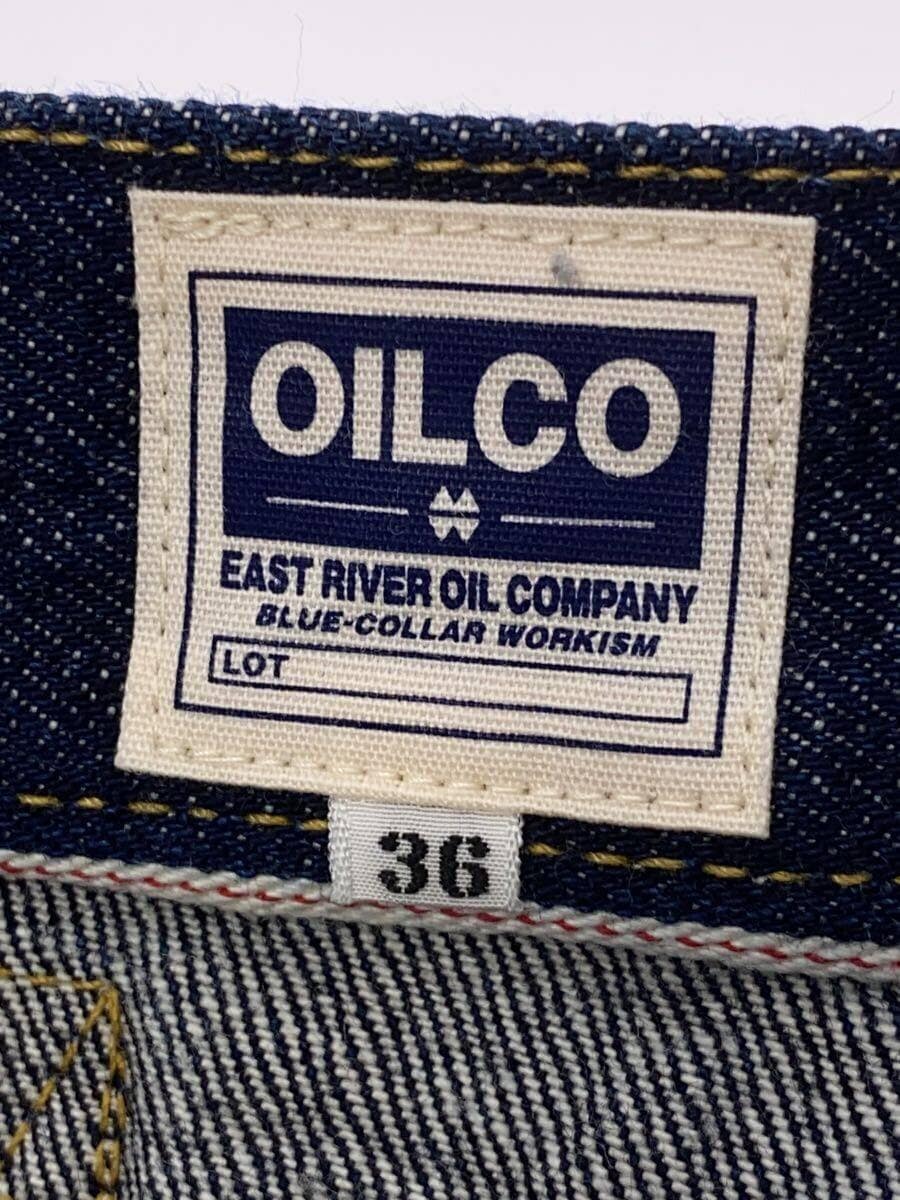 OILCO
EAST RIVER OIL COMPANY
BLUE-COLLAR WORKISM
LOT
36